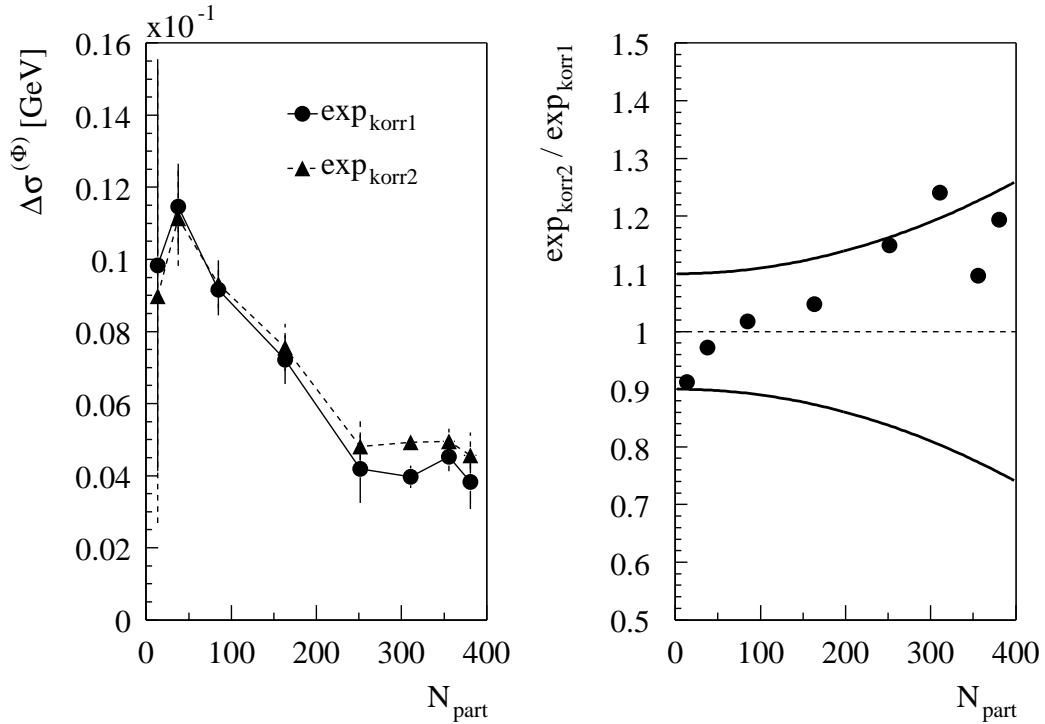 x10⁻¹
Δσ⁽ᶲ⁾ [GeV]
0.16
0.14
0.12
0.1
0.08
0.06
0.04
0.02
0
0 100 200 300 400
N_part
exp_korr1
exp_korr2
exp_korr2 / exp_korr1
1.5
1.4
1.3
1.2
1.1
1
0.9
0.8
0.7
0.6
0.5
0 100 200 300 400
N_part